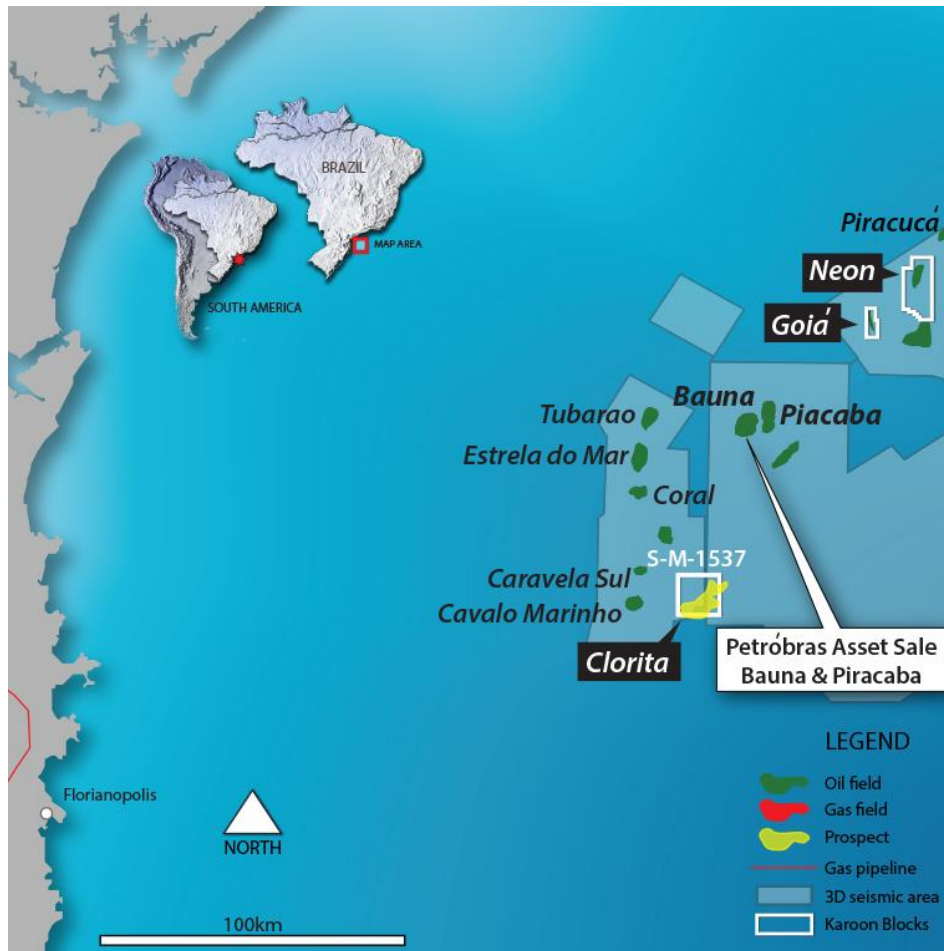 BRAZIL
MAP AREA
SOUTH AMERICA
Piracucá
Neon
Goiá
Bauna
Piacaba
Tubarao
Estrela do Mar
Coral
S-M-1537
Caravela Sul
Cavalo Marinho
Clorita
Petróbras Asset Sale
Bauna & Piracaba
LEGEND
Oil field
Gas field
Prospect
Gas pipeline
3D seismic area
Karoon Blocks
Florianopolis
NORTH
100km